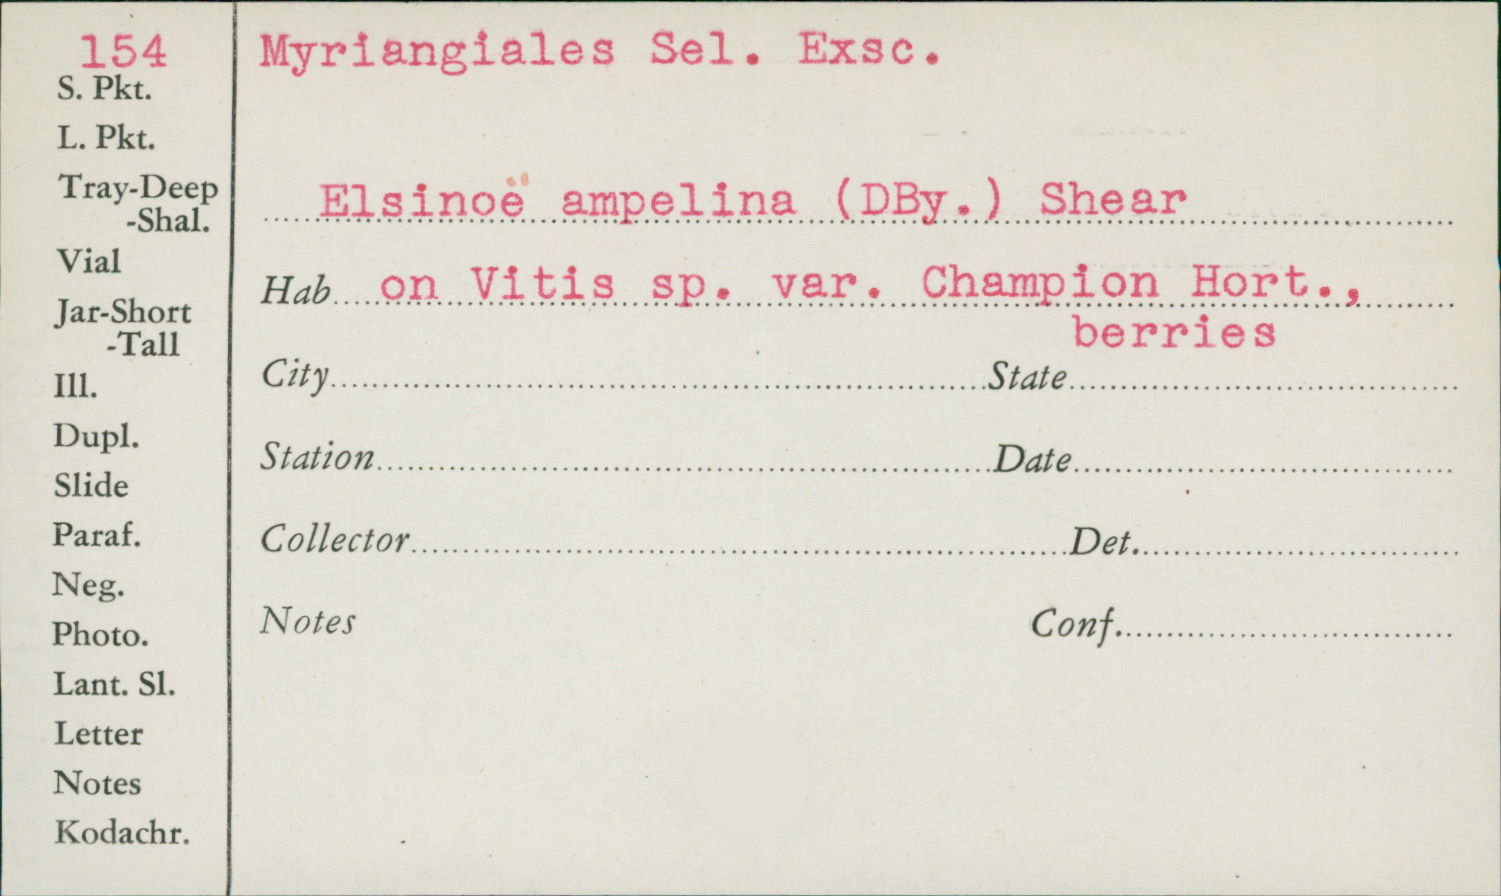 154
S. Pkt.
L. Pkt.
Tray-Deep
-Shal.
Vial
Jar-Short
-Tall
Ill.
Dupl.
Slide
Paraf.
Neg.
Photo.
Lant. Sl.
Letter
Notes
Kodachr.
Myriangiales Sel. Exsc.
Elsinoë ampelina (DBy.) Shear
Hab on Vitis sp. var. Champion Hort.,
berries
City State
Station Date
Collector Det.
Notes Conf.